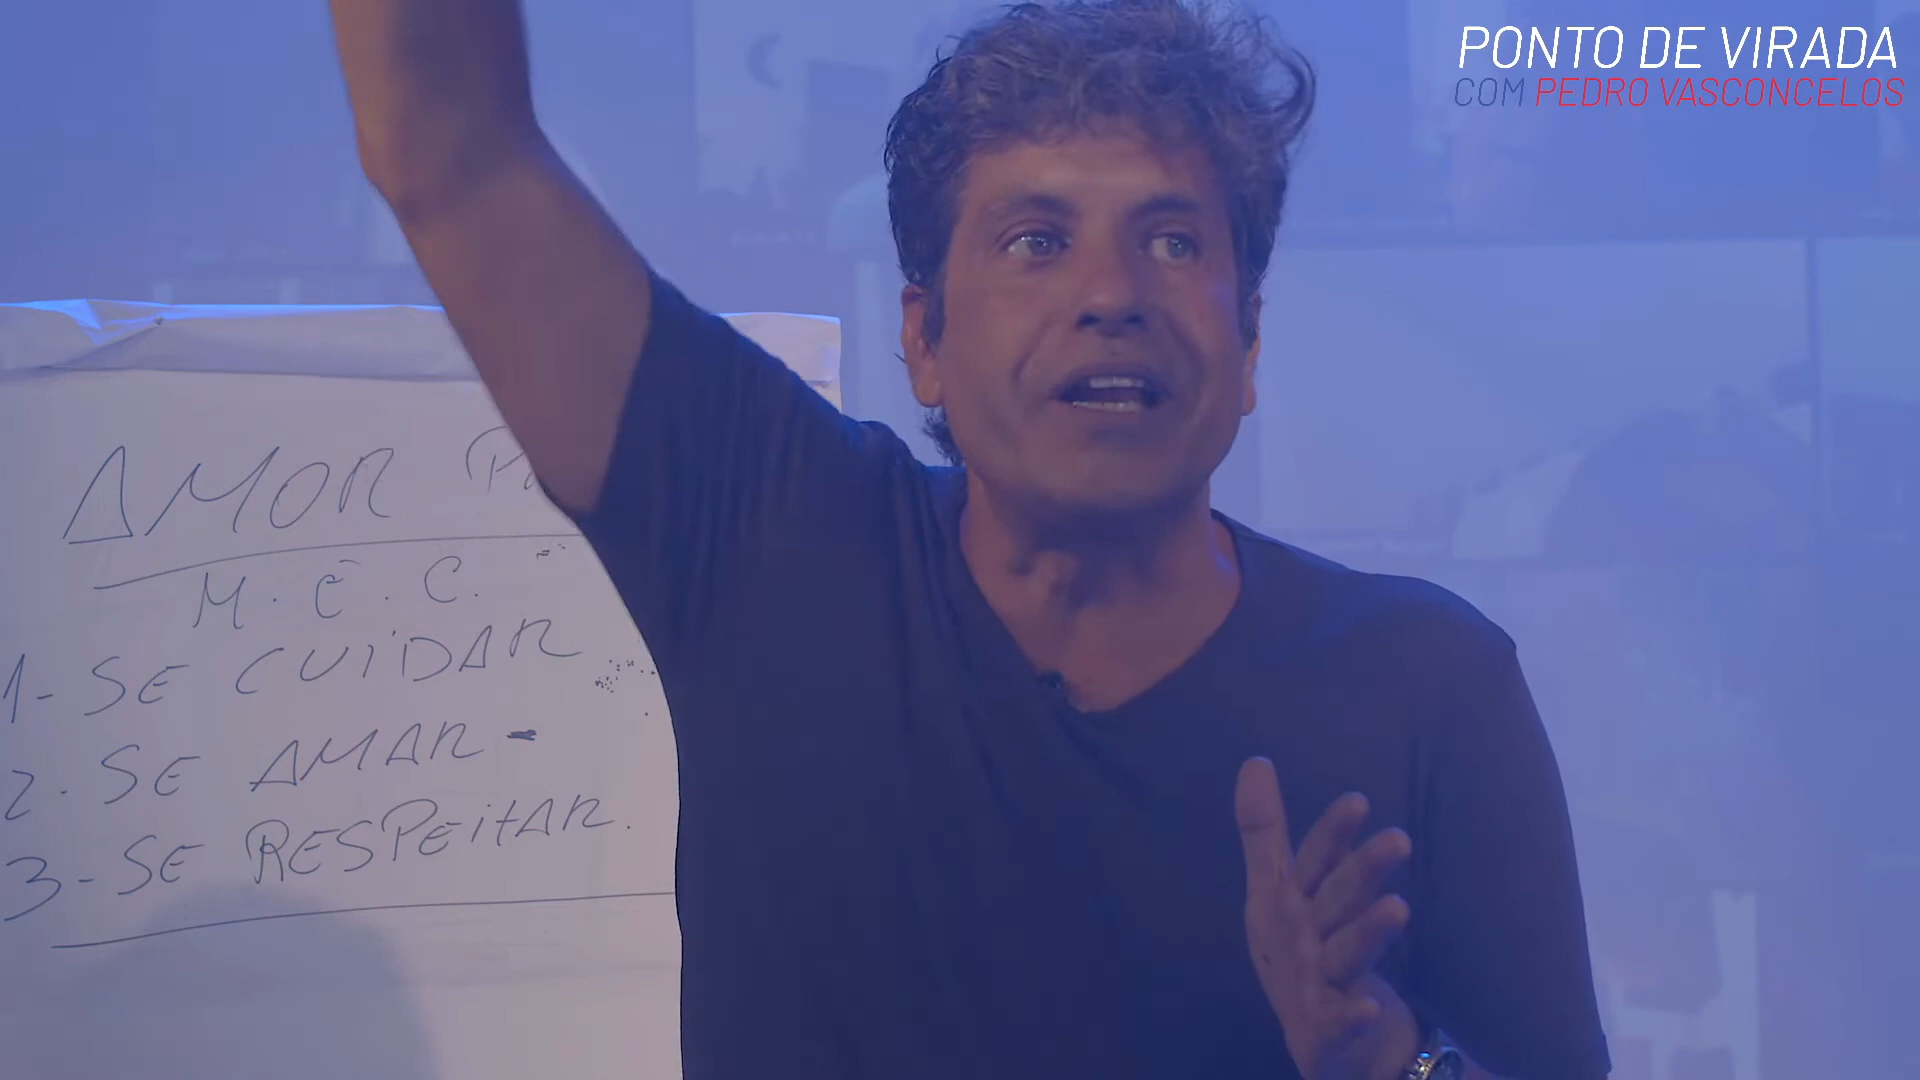 PONTO DE VIRADA
COM PEDRO VASCONCELOS
AMOR
M.E.C.
1- SE CUIDAR
2. SE AMAR -
3- SE RESPEITAR.